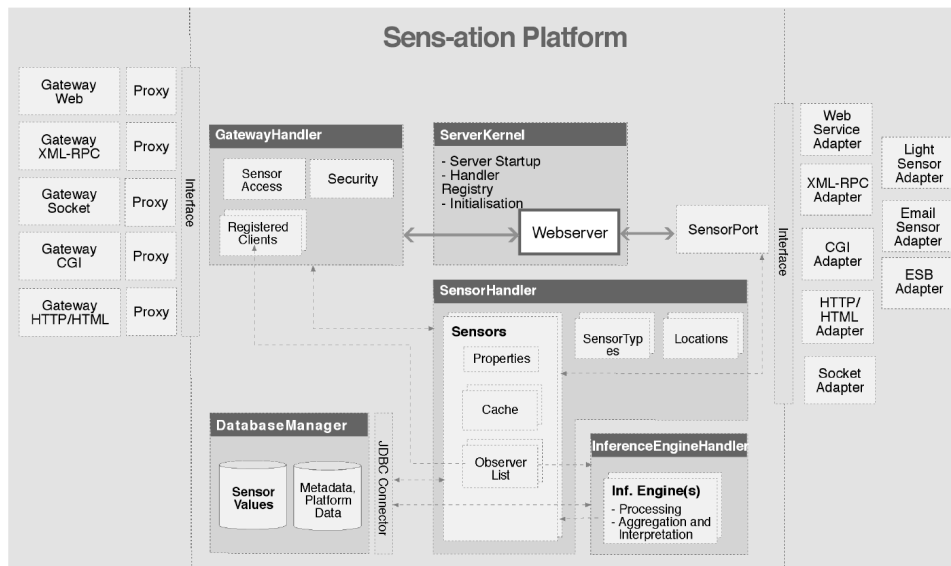 Sens-ation Platform
Gateway
Web
Proxy
Gateway
XML-RPC
Proxy
Gateway
Socket
Proxy
Gateway
CGI
Proxy
Gateway
HTTP/HTML
Proxy
Interface
GatewayHandler
Sensor
Access
Security
Registered
Clients
ServerKernel
- Server Startup
- Handler
Registry
- Initialisation
Webserver
SensorPort
Interface
Web
Service
Adapter
XML-RPC
Adapter
CGI
Adapter
HTTP/
HTML
Adapter
Socket
Adapter
Light
Sensor
Adapter
Email
Sensor
Adapter
ESB
Adapter
SensorHandler
Sensors
Properties
Cache
Observer
List
SensorTyp
es
Locations
DatabaseManager
Sensor
Values
Metadata,
Platform
Data
JDBC Connector
InferenceEngineHandler
Inf. Engine(s)
- Processing
- Aggregation and
Interpretation